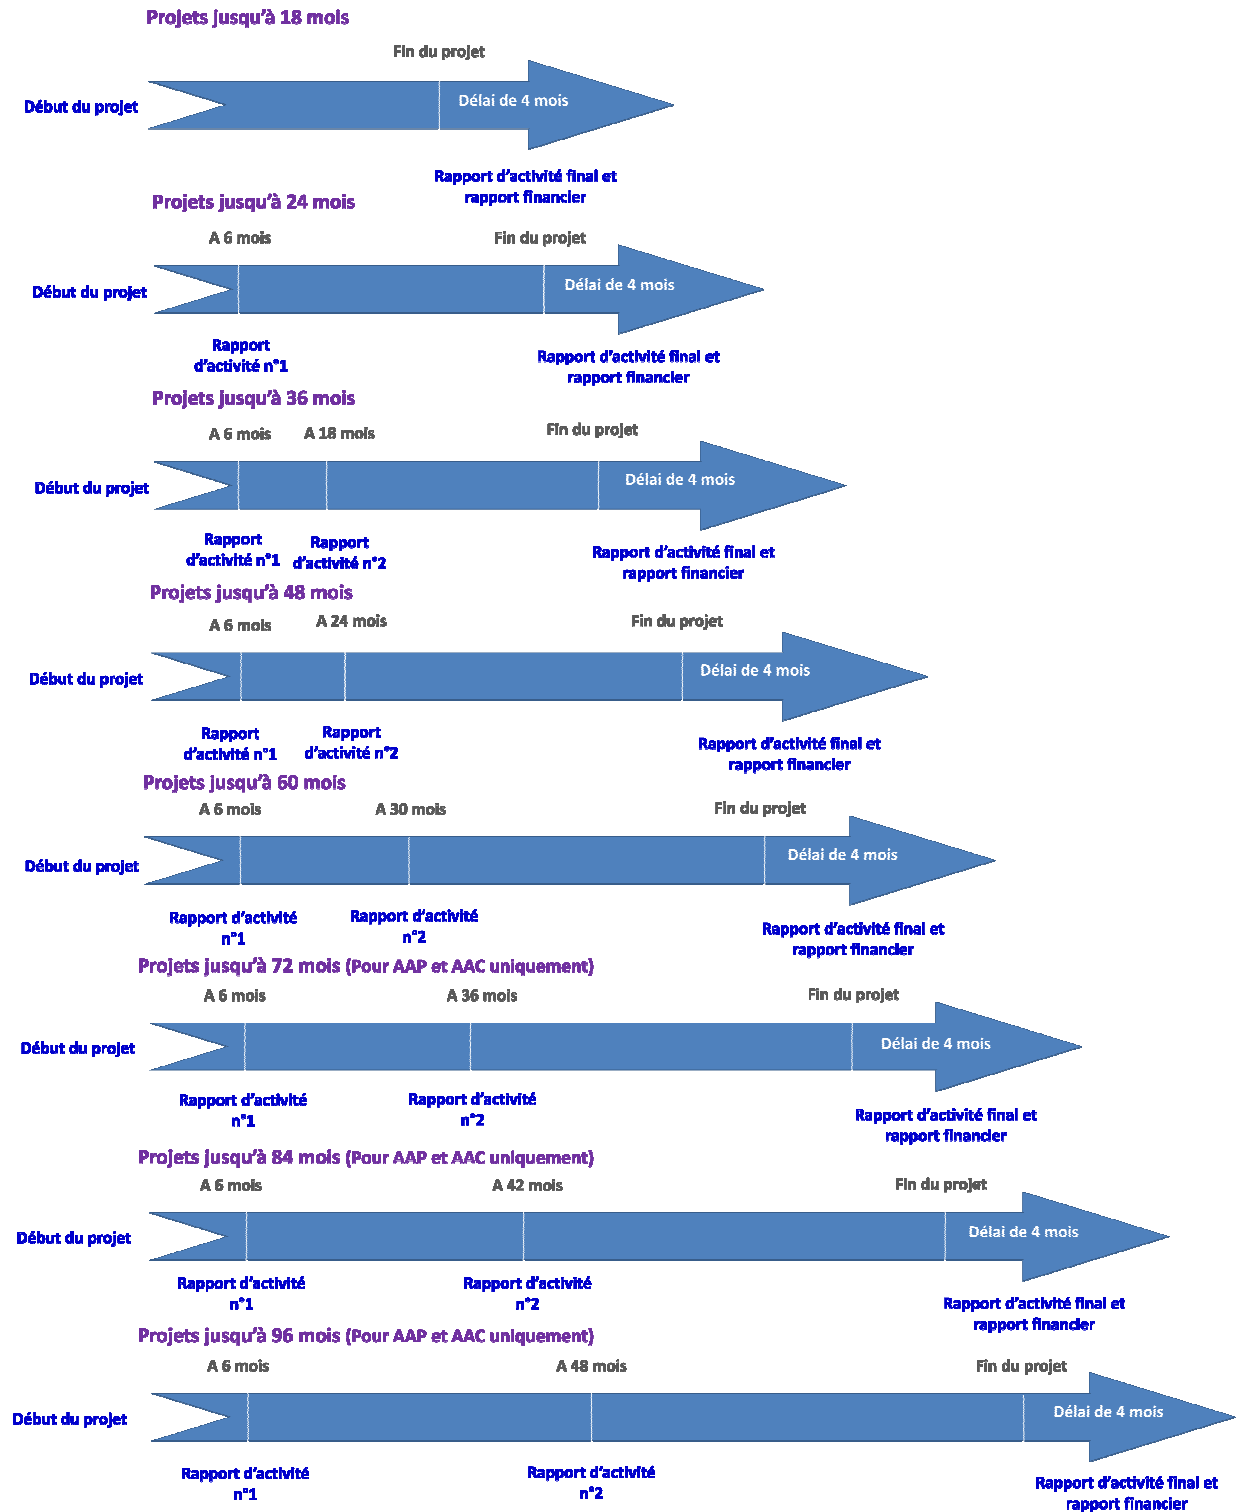 Projets jusqu'à 18 mois
Fin du projet
Début du projet
Délai de 4 mois
Rapport d'activité final et
rapport financier
Projets jusqu'à 24 mois
A 6 mois
Fin du projet
Début du projet
Délai de 4 mois
Rapport
d'activité n°1
Rapport d'activité final et
rapport financier
Projets jusqu'à 36 mois
A 6 mois
A 18 mois
Fin du projet
Début du projet
Délai de 4 mois
Rapport
d'activité n°1
Rapport
d'activité n°2
Rapport d'activité final et
rapport financier
Projets jusqu'à 48 mois
A 6 mois
A 24 mois
Fin du projet
Début du projet
Délai de 4 mois
Rapport
d'activité n°1
Rapport
d'activité n°2
Rapport d'activité final et
rapport financier
Projets jusqu'à 60 mois
A 6 mois
A 30 mois
Fin du projet
Début du projet
Délai de 4 mois
Rapport d'activité
n°1
Rapport d'activité
n°2
Rapport d'activité final et
rapport financier
Projets jusqu'à 72 mois (Pour AAP et AAC uniquement)
A 6 mois
A 36 mois
Fin du projet
Début du projet
Délai de 4 mois
Rapport d'activité
n°1
Rapport d'activité
n°2
Rapport d'activité final et
rapport financier
Projets jusqu'à 84 mois (Pour AAP et AAC uniquement)
A 6 mois
A 42 mois
Fin du projet
Début du projet
Délai de 4 mois
Rapport d'activité
n°1
Rapport d'activité
n°2
Rapport d'activité final et
rapport financier
Projets jusqu'à 96 mois (Pour AAP et AAC uniquement)
A 6 mois
A 48 mois
Fin du projet
Début du projet
Délai de 4 mois
Rapport d'activité
n°1
Rapport d'activité
n°2
Rapport d'activité final et
rapport financier